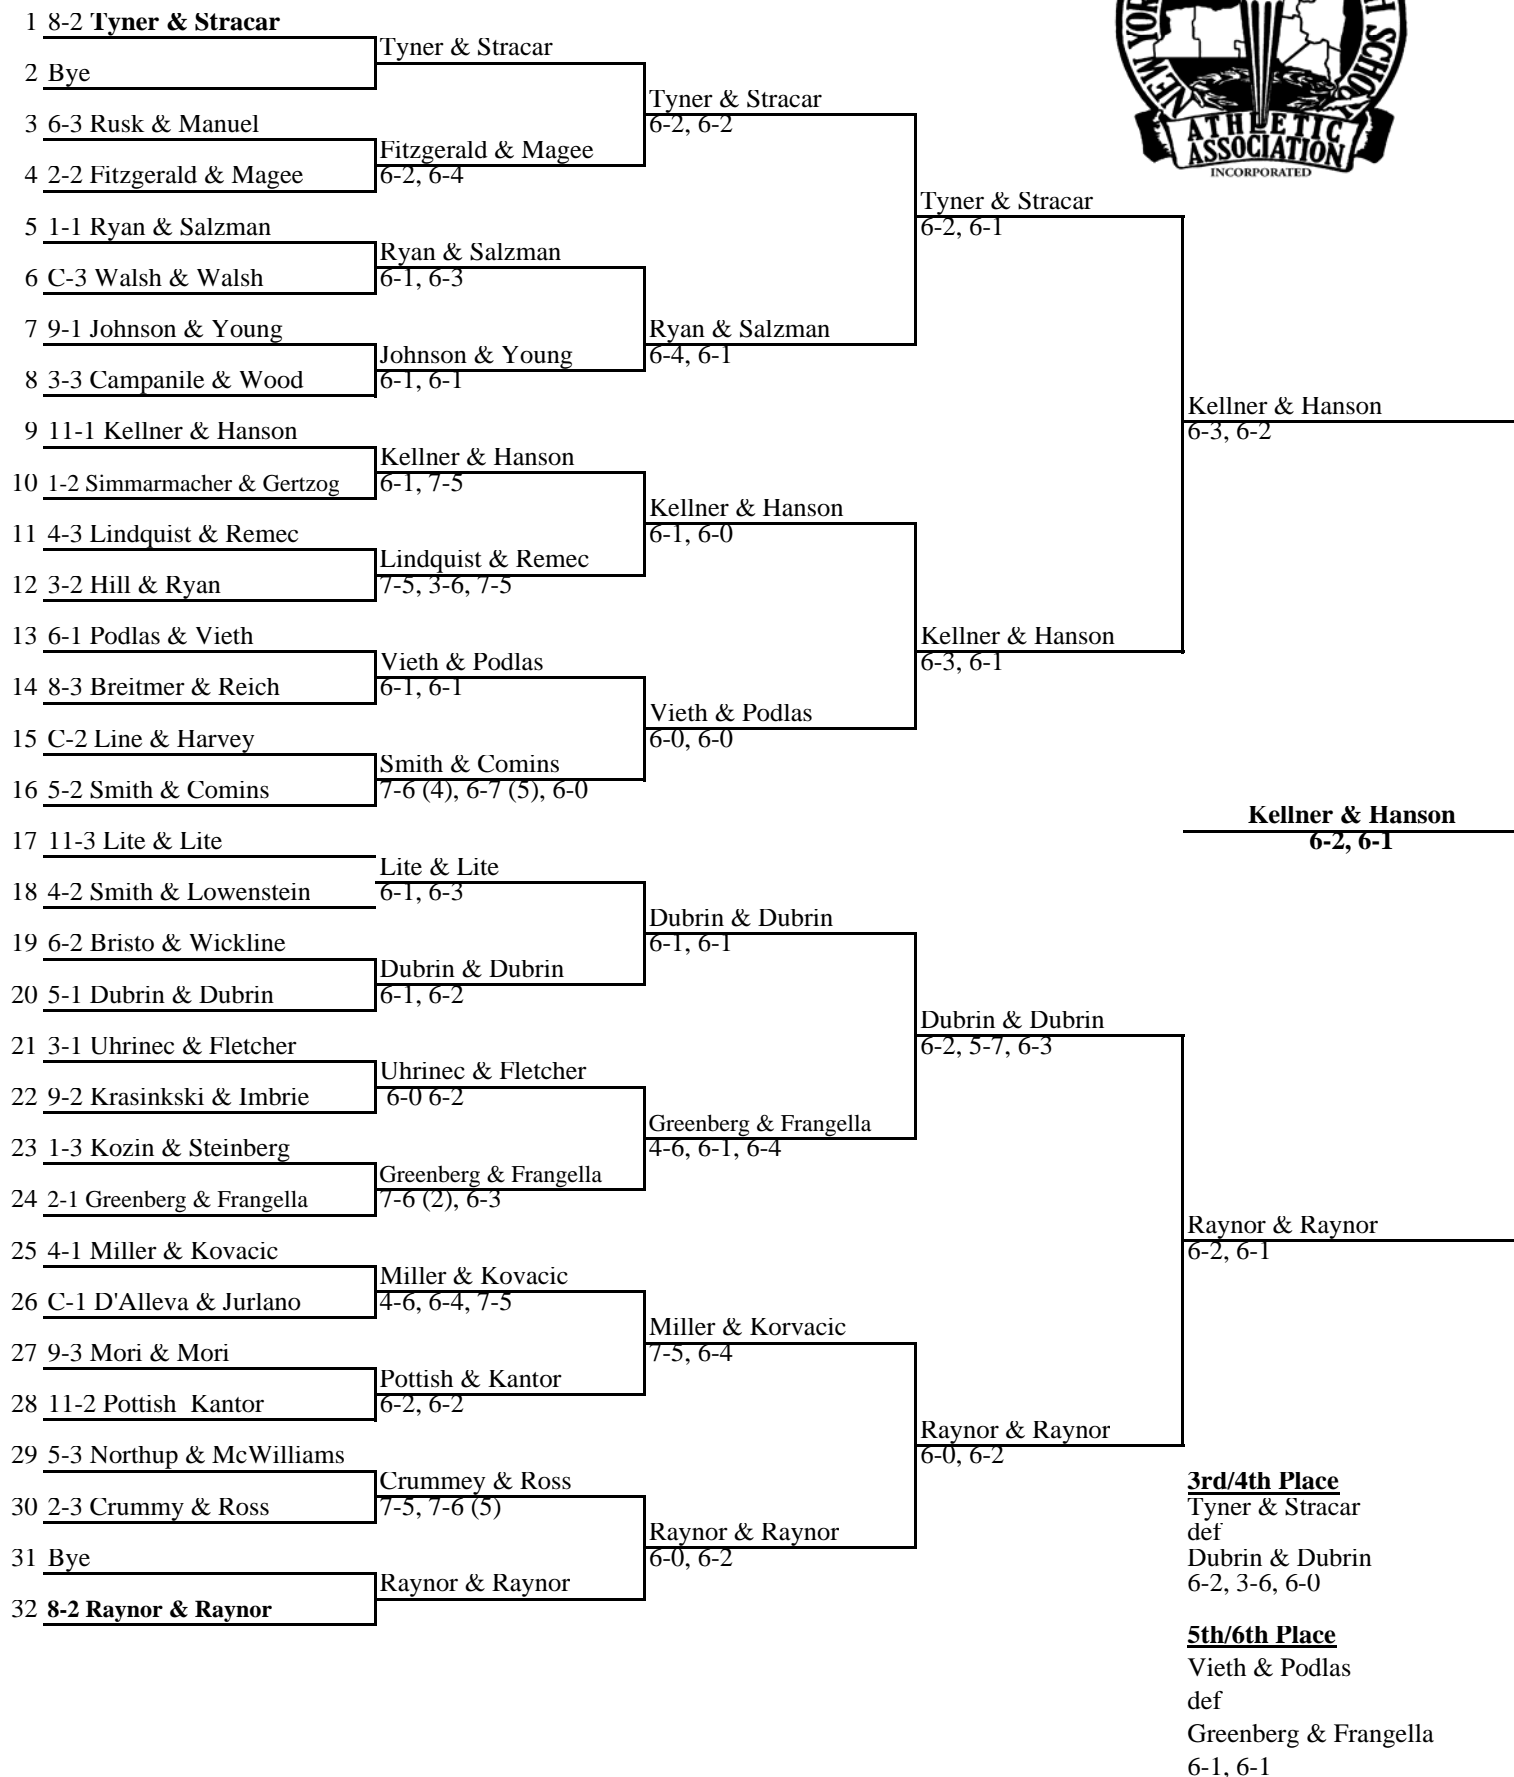 1 8-2 Tyner & Stracar
2 Bye
3 6-3 Rusk & Manuel
4 2-2 Fitzgerald & Magee
5 1-1 Ryan & Salzman
6 C-3 Walsh & Walsh
7 9-1 Johnson & Young
8 3-3 Campanile & Wood
9 11-1 Kellner & Hanson
10 1-2 Simmarmacher & Gertzog
11 4-3 Lindquist & Remec
12 3-2 Hill & Ryan
13 6-1 Podlas & Vieth
14 8-3 Breitmer & Reich
15 C-2 Line & Harvey
16 5-2 Smith & Comins
17 11-3 Lite & Lite
18 4-2 Smith & Lowenstein
19 6-2 Bristo & Wickline
20 5-1 Dubrin & Dubrin
21 3-1 Uhrinec & Fletcher
22 9-2 Krasinkski & Imbrie
23 1-3 Kozin & Steinberg
24 2-1 Greenberg & Frangella
25 4-1 Miller & Kovacic
26 C-1 D'Alleva & Jurlano
27 9-3 Mori & Mori
28 11-2 Pottish Kantor
29 5-3 Northup & McWilliams
30 2-3 Crummy & Ross
31 Bye
32 8-2 Raynor & Raynor
Tyner & Stracar
Fitzgerald & Magee
6-2, 6-4
Ryan & Salzman
6-1, 6-3
Johnson & Young
6-1, 6-1
Kellner & Hanson
6-1, 7-5
Lindquist & Remec
7-5, 3-6, 7-5
Vieth & Podlas
6-1, 6-1
Smith & Comins
7-6 (4), 6-7 (5), 6-0
Lite & Lite
6-1, 6-3
Dubrin & Dubrin
6-1, 6-2
Uhrinec & Fletcher
6-0 6-2
Greenberg & Frangella
7-6 (2), 6-3
Miller & Kovacic
4-6, 6-4, 7-5
Pottish & Kantor
6-2, 6-2
Crummey & Ross
7-5, 7-6 (5)
Raynor & Raynor
Tyner & Stracar
6-2, 6-2
Ryan & Salzman
6-4, 6-1
Kellner & Hanson
6-1, 6-0
Vieth & Podlas
6-0, 6-0
Dubrin & Dubrin
6-1, 6-1
Greenberg & Frangella
4-6, 6-1, 6-4
Miller & Korvacic
7-5, 6-4
Raynor & Raynor
6-0, 6-2
Tyner & Stracar
6-2, 6-1
Kellner & Hanson
6-3, 6-1
Dubrin & Dubrin
6-2, 5-7, 6-3
Raynor & Raynor
6-0, 6-2
NEW YOR
H SCHO
ATHLETIC
ASSOCIATION
INCORPORATED
Kellner & Hanson
6-3, 6-2
Kellner & Hanson
6-2, 6-1
Raynor & Raynor
6-2, 6-1
3rd/4th Place
Tyner & Stracar
def
Dubrin & Dubrin
6-2, 3-6, 6-0
5th/6th Place
Vieth & Podlas
def
Greenberg & Frangella
6-1, 6-1